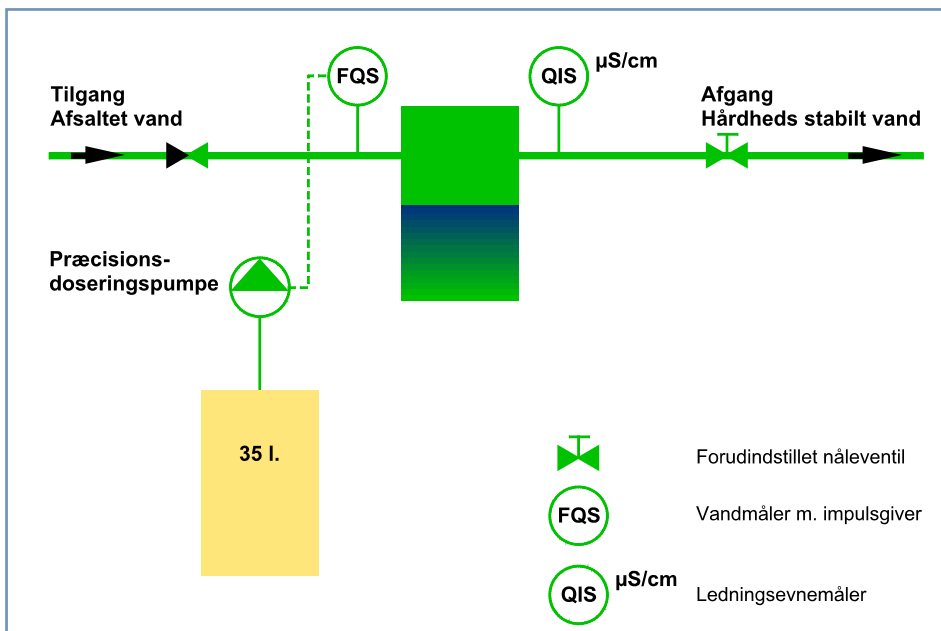 Tilgang
Afsaltet vand
FQS
QIS
µS/cm
Afgang
Hårdheds stabilt vand
Præcisions-
doseringspumpe
35 l.
Forudindstillet nåleventil
FQS
Vandmåler m. impulsgiver
QIS
µS/cm
Ledningsevnemåler